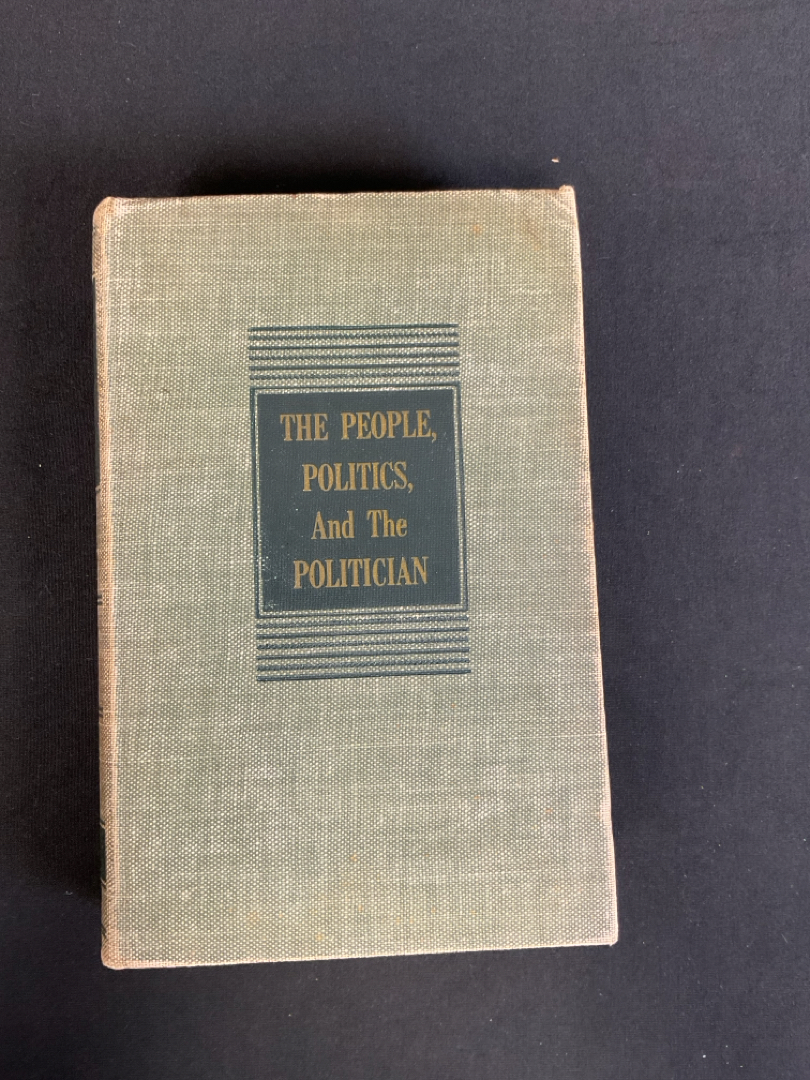 THE PEOPLE,
POLITICS,
And The
POLITICIAN